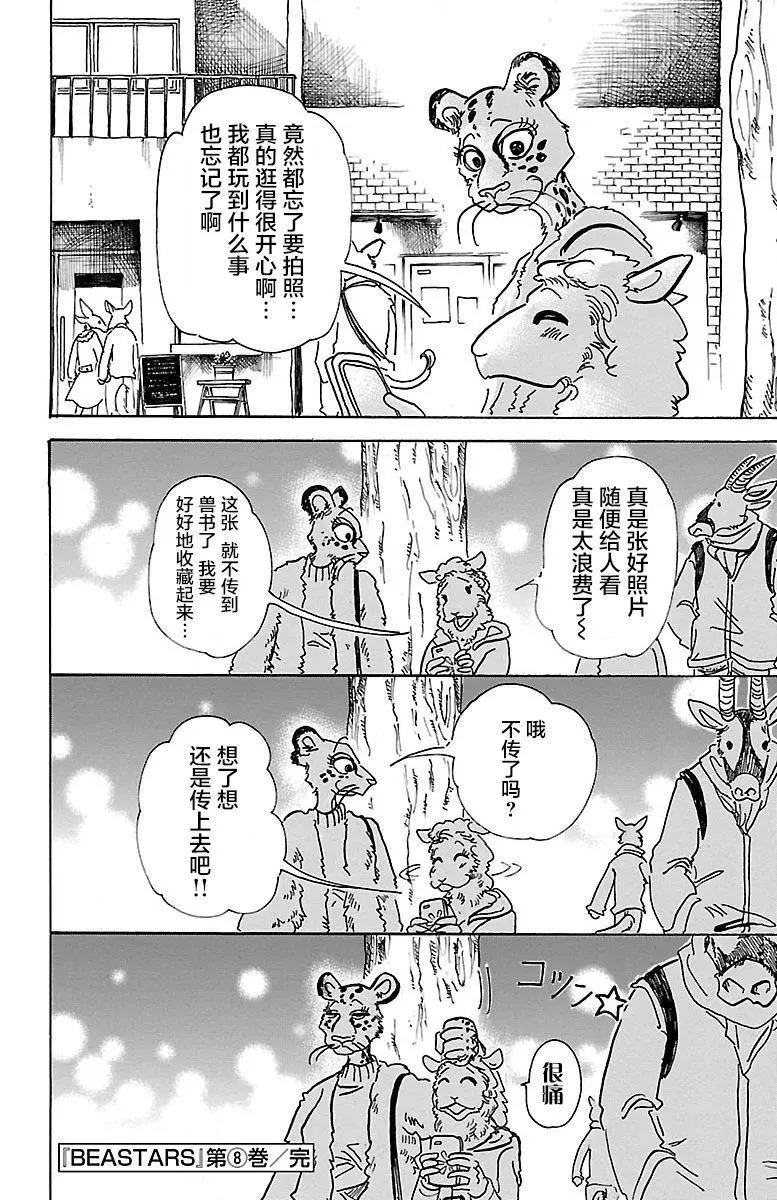 竟然都忘了要拍照…
真的逛得很开心啊…
我都玩到什么事
也忘记了啊
真是张好照片
随便给人看
真是太浪费了~
这张 就不传到
兽书了 我要
好好地收藏起来…
哦
不传了吗?
想了想
还是传上去吧!!
コツン☆
很痛
『BEASTARS』第⑧巻/完